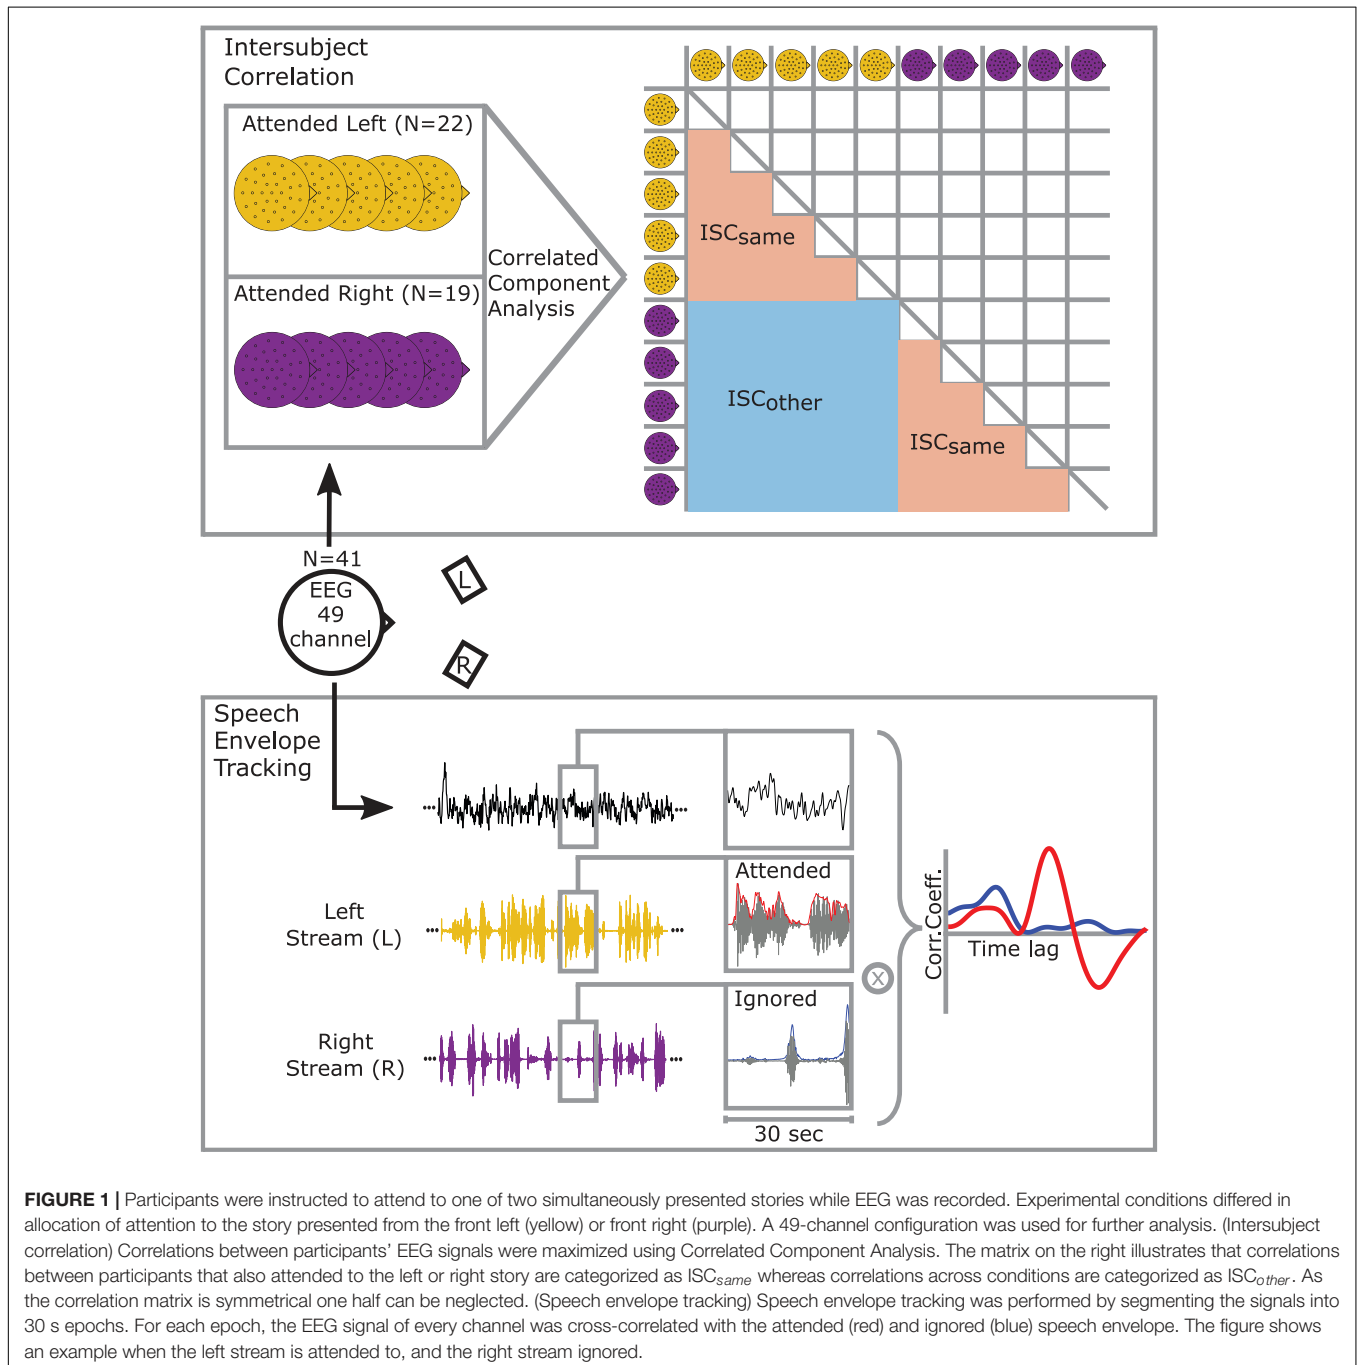 Intersubject
Correlation
Attended Left (N=22)
Attended Right (N=19)
Correlated
Component
Analysis
ISCsame
ISCother
ISCsame
N=41
EEG
49
channel
L
R
Speech
Envelope
Tracking
Left
Stream (L)
Right
Stream (R)
Attended
Ignored
30 sec
x
Corr.Coeff.
Time lag
FIGURE 1 | Participants were instructed to attend to one of two simultaneously presented stories while EEG was recorded. Experimental conditions differed in
allocation of attention to the story presented from the front left (yellow) or front right (purple). A 49-channel configuration was used for further analysis. (Intersubject
correlation) Correlations between participants' EEG signals were maximized using Correlated Component Analysis. The matrix on the right illustrates that correlations
between participants that also attended to the left or right story are categorized as ISCsame whereas correlations across conditions are categorized as ISCother. As
the correlation matrix is symmetrical one half can be neglected. (Speech envelope tracking) Speech envelope tracking was performed by segmenting the signals into
30 s epochs. For each epoch, the EEG signal of every channel was cross-correlated with the attended (red) and ignored (blue) speech envelope. The figure shows
an example when the left stream is attended to, and the right stream ignored.